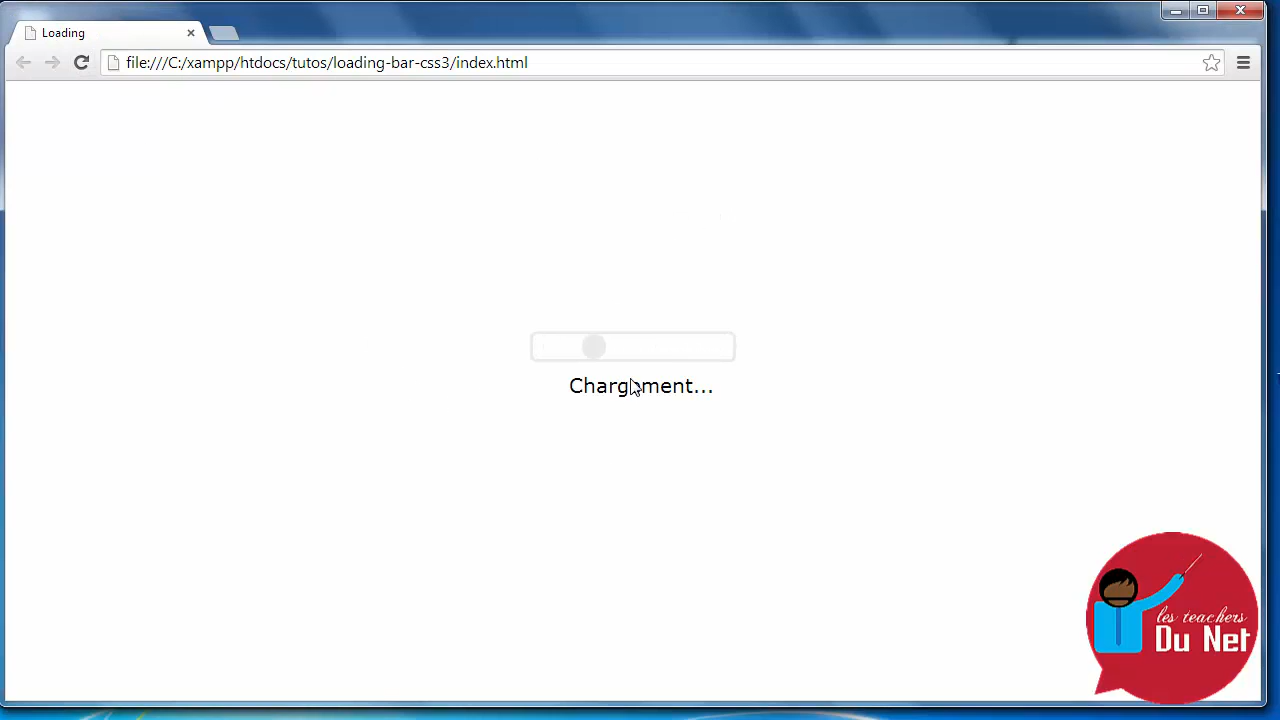 Loading
file:///C:/xampp/htdocs/tutos/loading-bar-css3/index.html
Chargement...
les teachers
Du Net